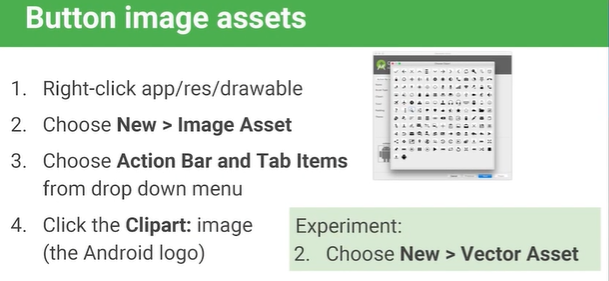 Button image assets
1. Right-click app/res/drawable
2. Choose New > Image Asset
3. Choose Action Bar and Tab Items
from drop down menu
4. Click the Clipart: image
(the Android logo)
Experiment:
2. Choose New > Vector Asset